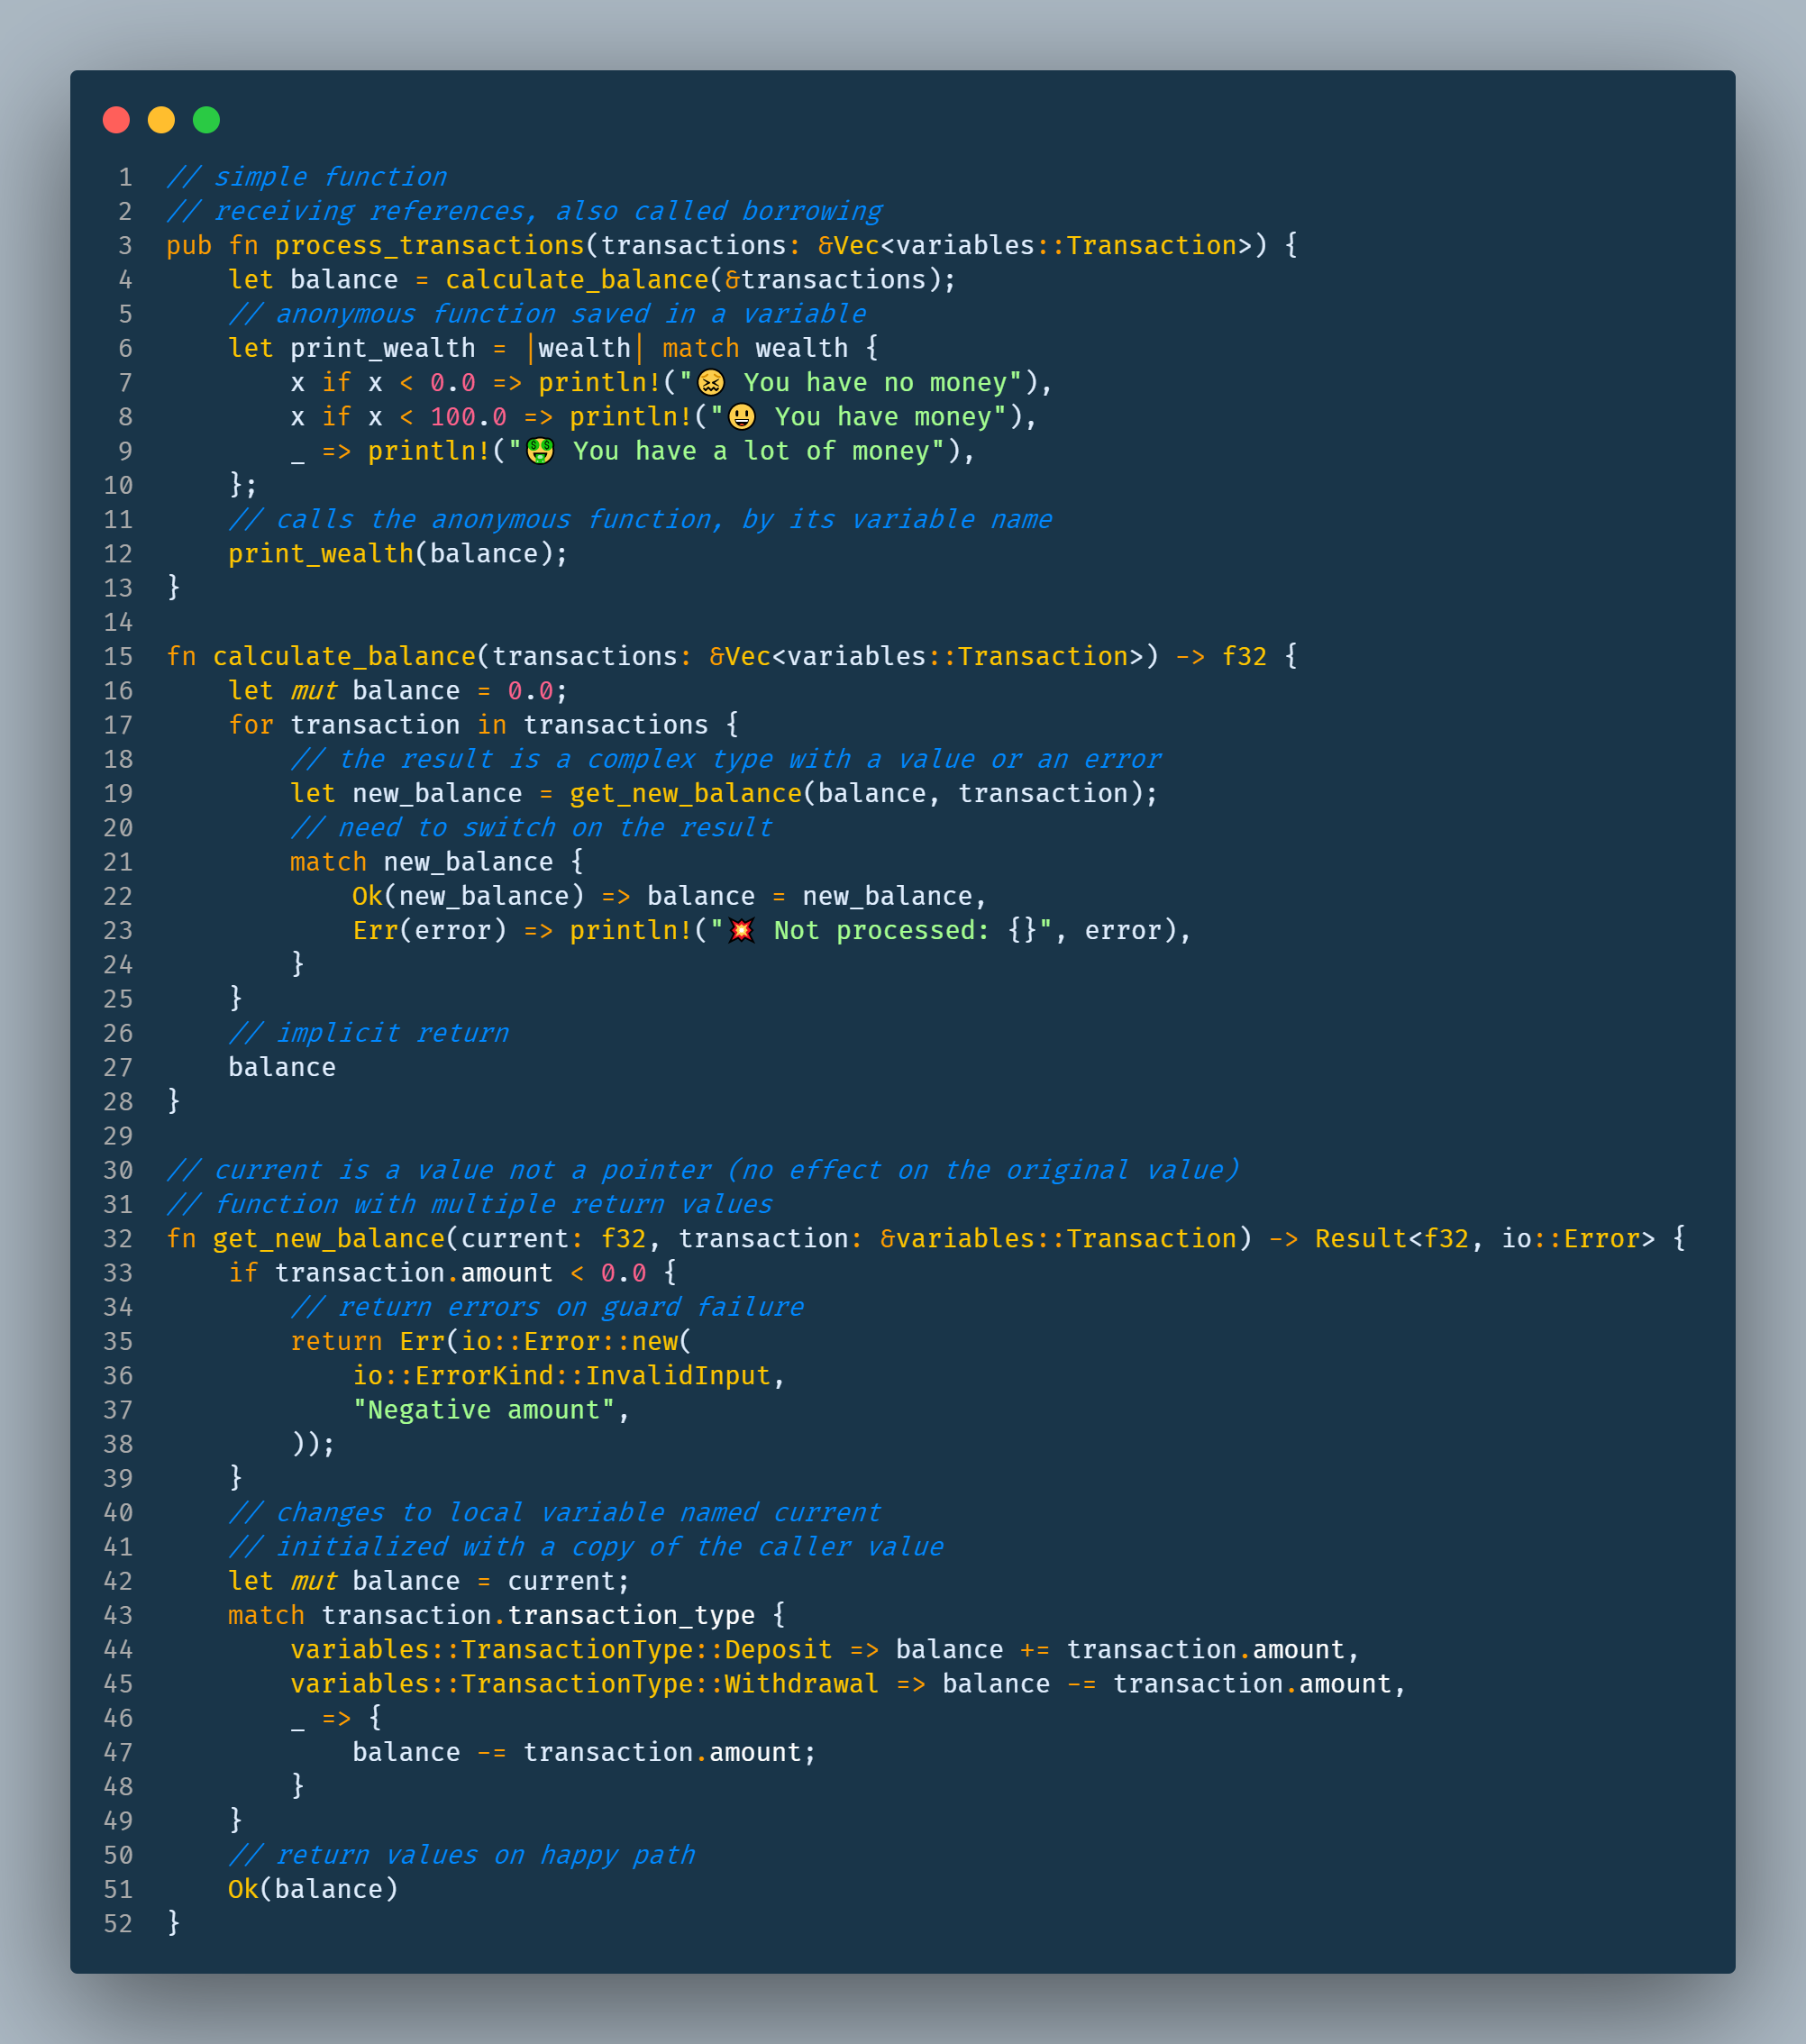 1 // simple function
2 // receiving references, also called borrowing
3 pub fn process_transactions(transactions: &Vec<variables::Transaction>) {
4     let balance = calculate_balance(&transactions);
5     // anonymous function saved in a variable
6     let print_wealth = |wealth| match wealth {
7         x if x < 0.0 => println!("😖 You have no money"),
8         x if x < 100.0 => println!("😃 You have money"),
9         _ => println!("🤑 You have a lot of money"),
10     };
11     // calls the anonymous function, by its variable name
12     print_wealth(balance);
13 }
14
15 fn calculate_balance(transactions: &Vec<variables::Transaction>) -> f32 {
16     let mut balance = 0.0;
17     for transaction in transactions {
18         // the result is a complex type with a value or an error
19         let new_balance = get_new_balance(balance, transaction);
20         // need to switch on the result
21         match new_balance {
22             Ok(new_balance) => balance = new_balance,
23             Err(error) => println!("💥 Not processed: {}", error),
24         }
25     }
26     // implicit return
27     balance
28 }
29
30 // current is a value not a pointer (no effect on the original value)
31 // function with multiple return values
32 fn get_new_balance(current: f32, transaction: &variables::Transaction) -> Result<f32, io::Error> {
33     if transaction.amount < 0.0 {
34         // return errors on guard failure
35         return Err(io::Error::new(
36             io::ErrorKind::InvalidInput,
37             "Negative amount",
38         ));
39     }
40     // changes to local variable named current
41     // initialized with a copy of the caller value
42     let mut balance = current;
43     match transaction.transaction_type {
44         variables::TransactionType::Deposit => balance += transaction.amount,
45         variables::TransactionType::Withdrawal => balance -= transaction.amount,
46         _ => {
47             balance -= transaction.amount;
48         }
49     }
50     // return values on happy path
51     Ok(balance)
52 }